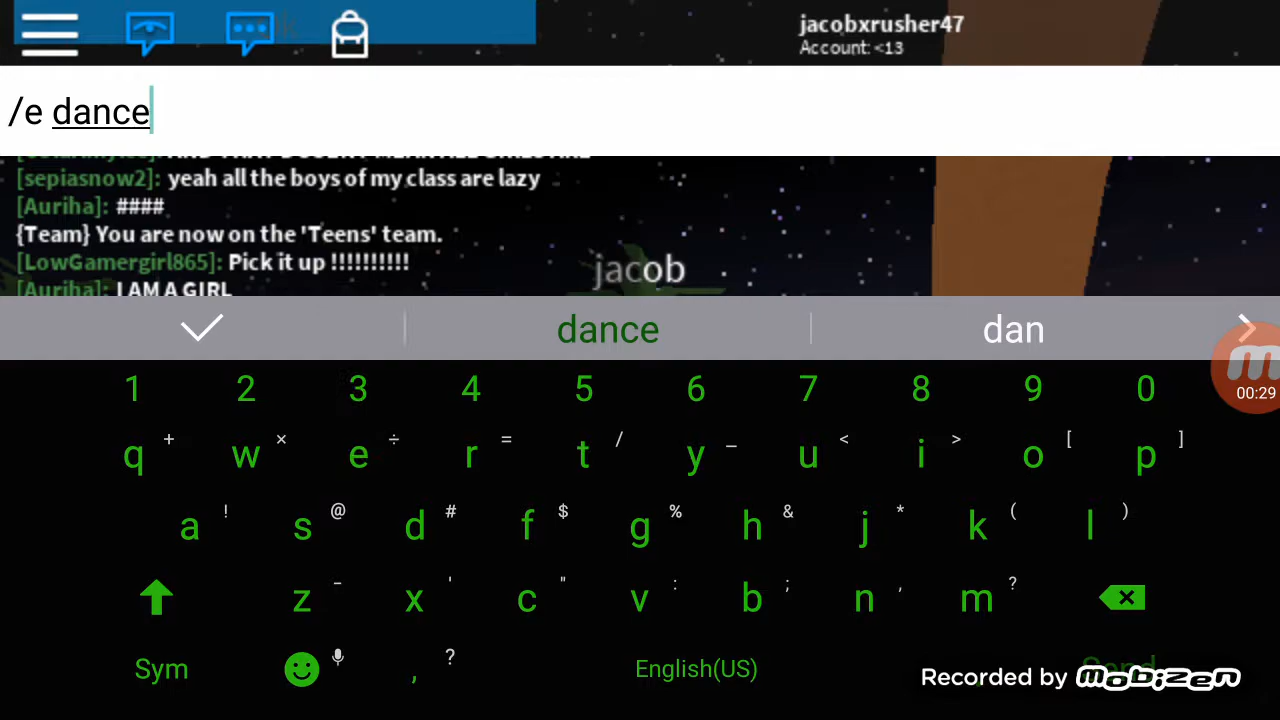 jacobxrusher47
Account: <13
/e dance
[sepiasnow2]: yeah all the boys of my class are lazy
[Auriha]: ####
{Team} You are now on the 'Teens' team.
[LowGamergirl865]: Pick it up !!!!!!!!!!
[Auriha]: I AM A GIRL
jacob
dance dan
00:29
1 2 3 4 5 6 7 8 9 0
q + w × e ÷ r = t / y _ u < i > o [ p ]
a ! s @ d # f $ g % h & j * k ( l )
z - x ' c " v : b ; n , m ?
Sym , ? English(US) Send
Recorded by mobizen